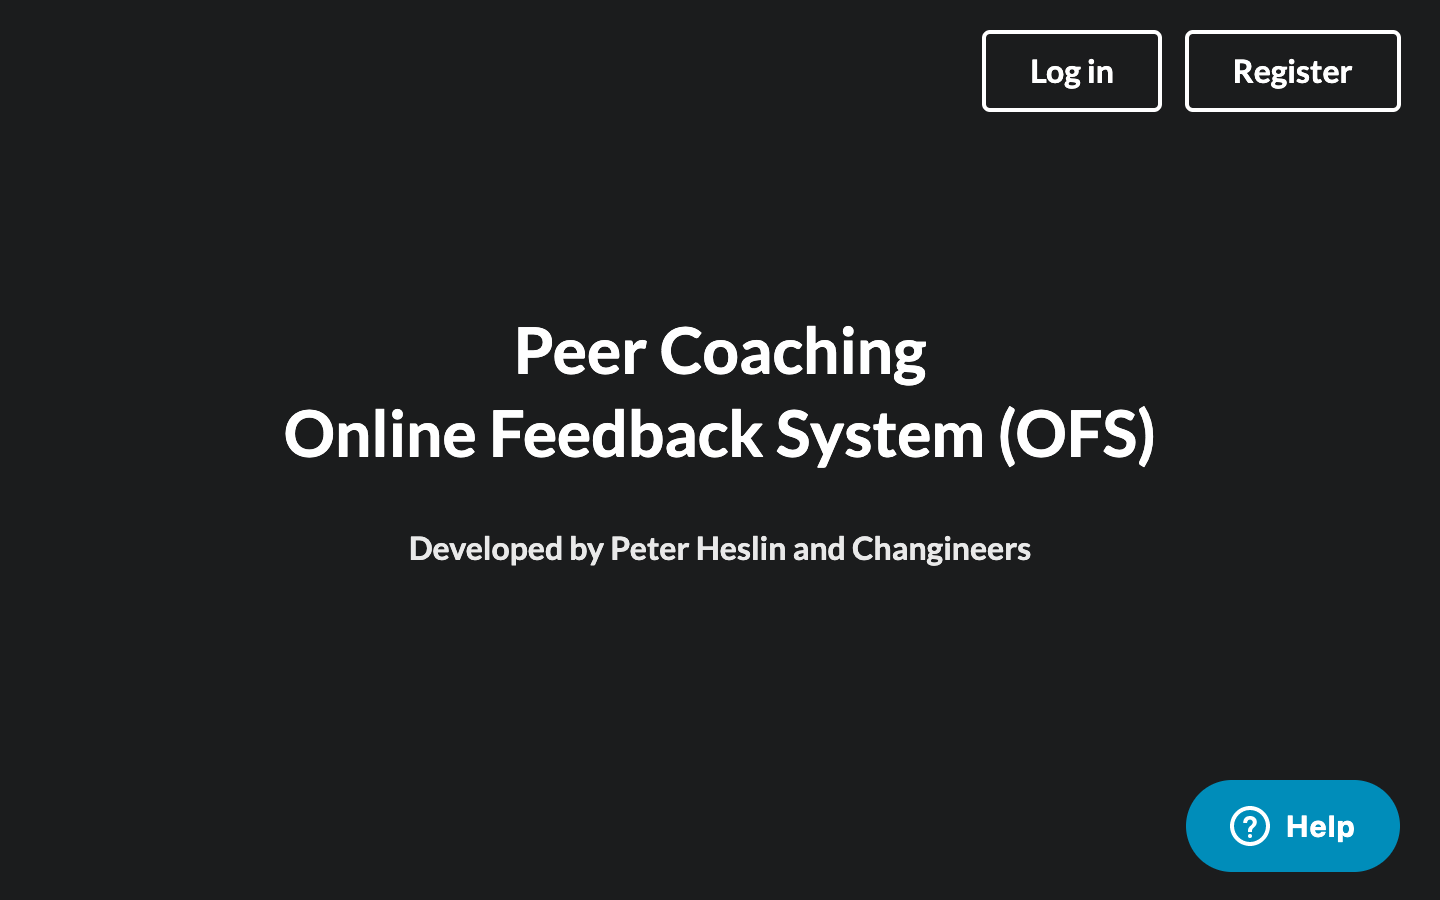 Log in
Register
Peer Coaching
Online Feedback System (OFS)
Developed by Peter Heslin and Changineers
Help